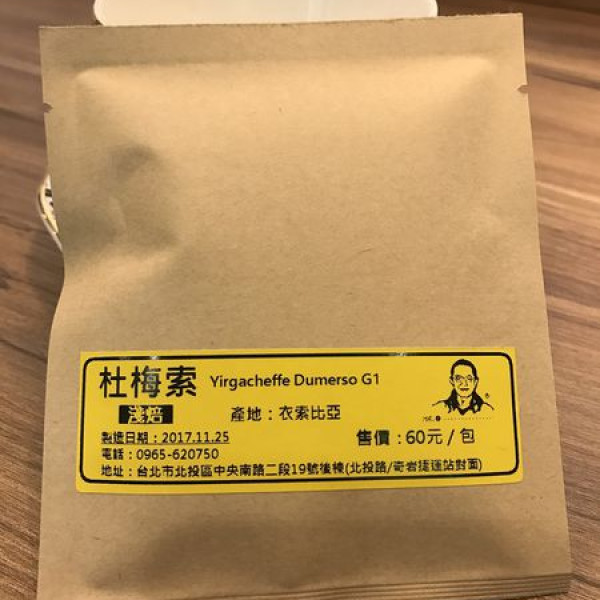 杜梅索 Yirgacheffe Dumerso G1
淺焙 產地：衣索比亞
製造日期：2017.11.25 售價：60元/包
電話：0965-620750
地址：台北市北投區中央南路二段19號後棟(北投路/奇岩捷運站對面)